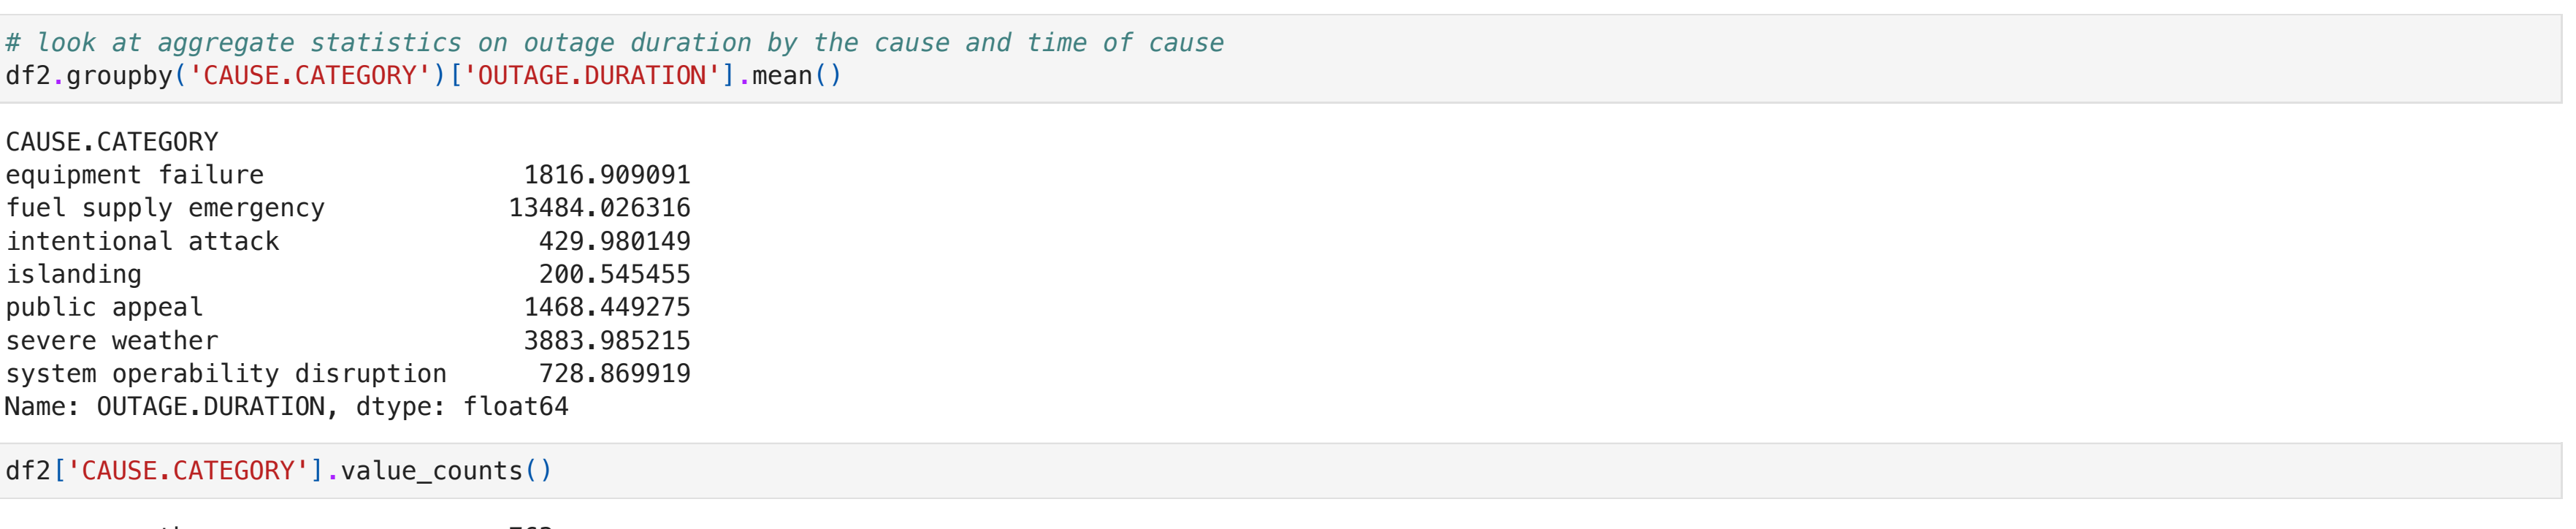 # look at aggregate statistics on outage duration by the cause and time of cause
df2.groupby('CAUSE.CATEGORY')['OUTAGE.DURATION'].mean()
CAUSE.CATEGORY
equipment failure 1816.909091
fuel supply emergency 13484.026316
intentional attack 429.980149
islanding 200.545455
public appeal 1468.449275
severe weather 3883.985215
system operability disruption 728.869919
Name: OUTAGE.DURATION, dtype: float64
df2['CAUSE.CATEGORY'].value_counts()